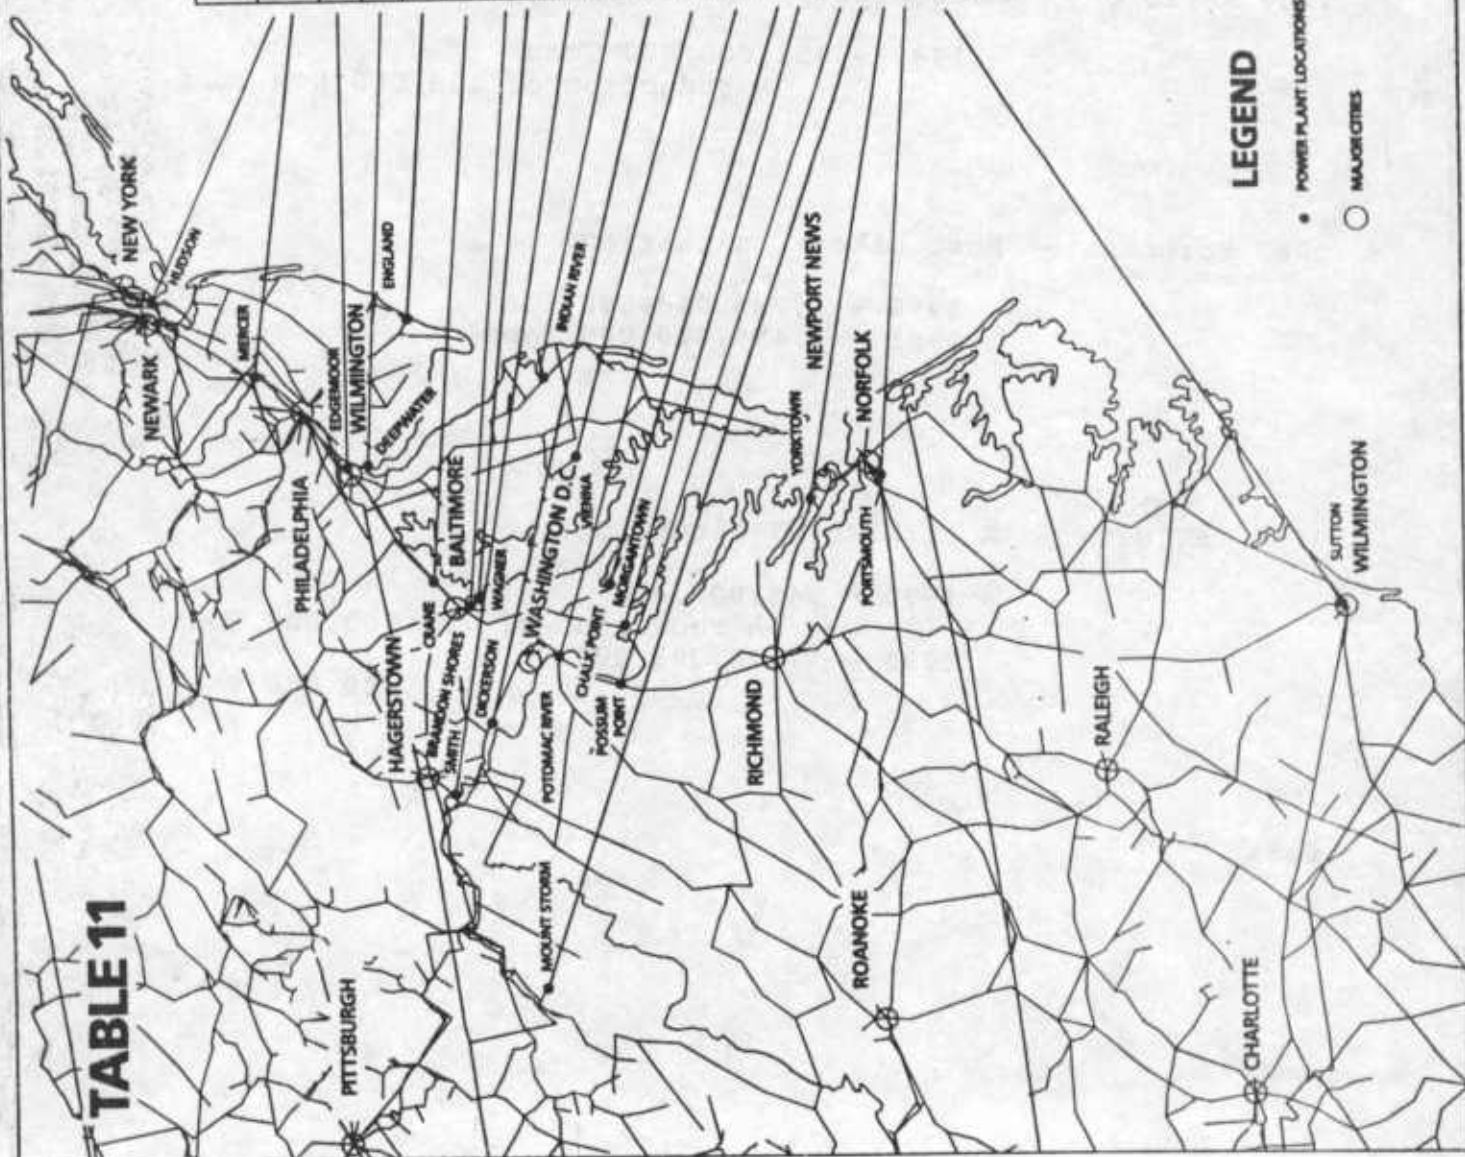 TABLE 11
NEW YORK
HUDSON
NEWARK
MERCER
PHILADELPHIA
EDGEMOOR
WILMINGTON
DEEPWATER
ENGLAND
PITTSBURGH
HAGERSTOWN
CRANE
BALTIMORE
BRANDON SHORES
SMITH
WAGNER
DICKERSON
WASHINGTON D.C.
INDIAN RIVER
VIENNA
MOUNT STORM
POTOMAC RIVER
CHALK POINT
MORGANTOWN
POSSUM
POINT
RICHMOND
YORKTOWN
NEWPORT NEWS
ROANOKE
PORTSMOUTH
NORFOLK
RALEIGH
CHARLOTTE
SUTTON
WILMINGTON
LEGEND
POWER PLANT LOCATIONS
MAJOR CITIES